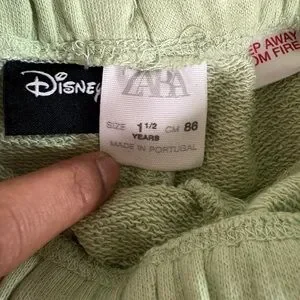 Disney
ZARA
SIZE 1 1/2 CM 86
YEARS
MADE IN PORTUGAL
EP AWAY
OM FIRE